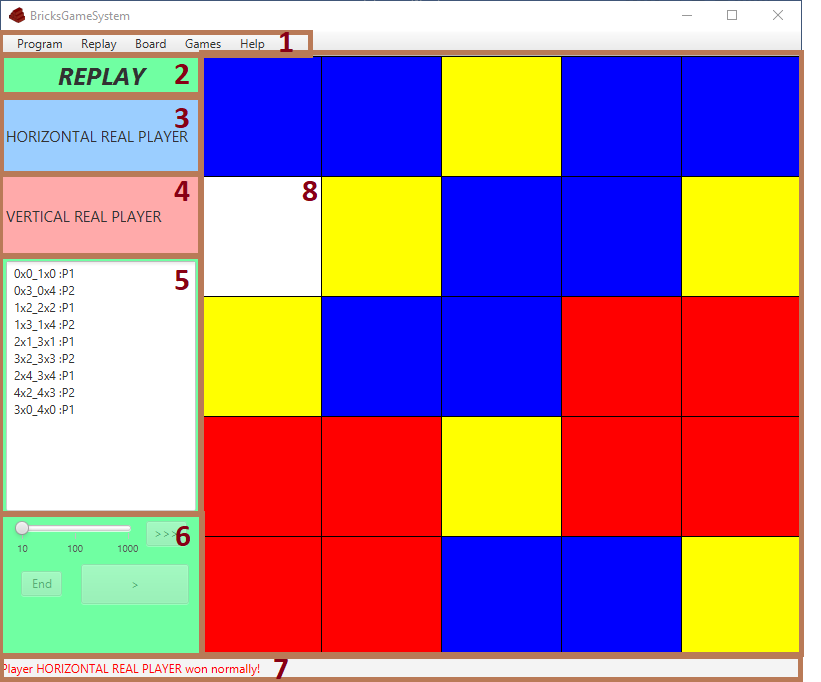 BricksGameSystem
Program Replay Board Games Help 1
REPLAY 2
3
HORIZONTAL REAL PLAYER
4
VERTICAL REAL PLAYER
8
5
0x0_1x0 :P1
0x3_0x4 :P2
1x2_2x2 :P1
1x3_1x4 :P2
2x1_3x1 :P1
3x2_3x3 :P2
2x4_3x4 :P1
4x2_4x3 :P2
3x0_4x0 :P1
>>> 6
10 100 1000
End >
Player HORIZONTAL REAL PLAYER won normally! 7